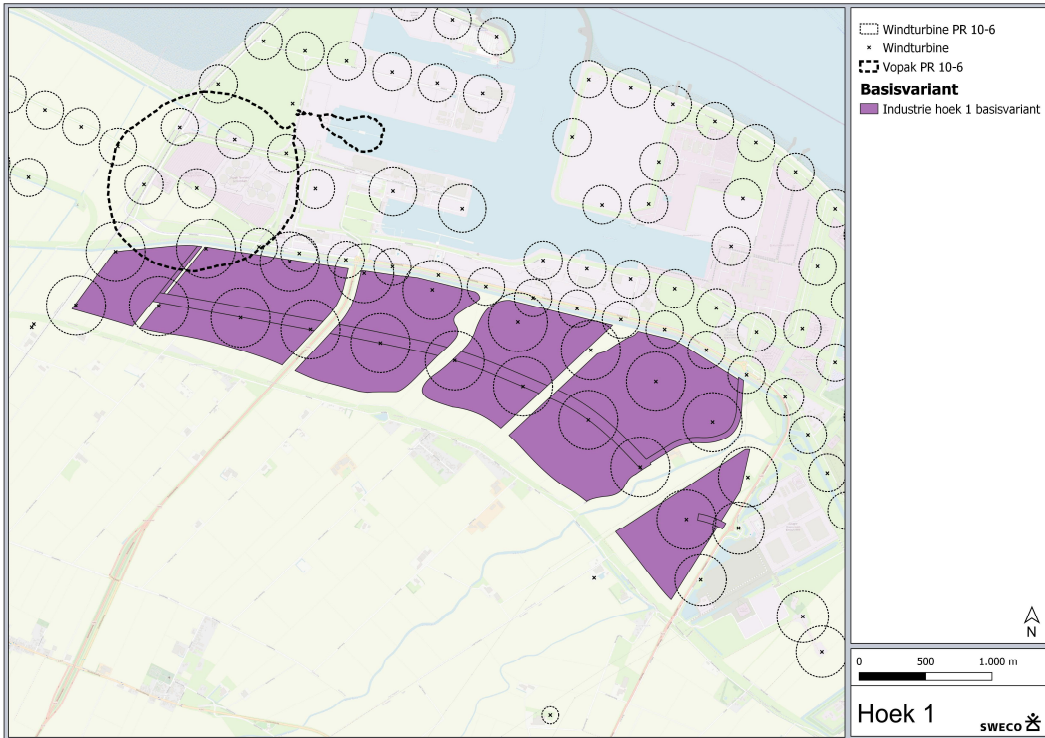 Windturbine PR 10-6
Windturbine
Vopak PR 10-6
Basisvariant
Industrie hoek 1 basisvariant
N
0 500 1.000 m
Hoek 1
SWECO